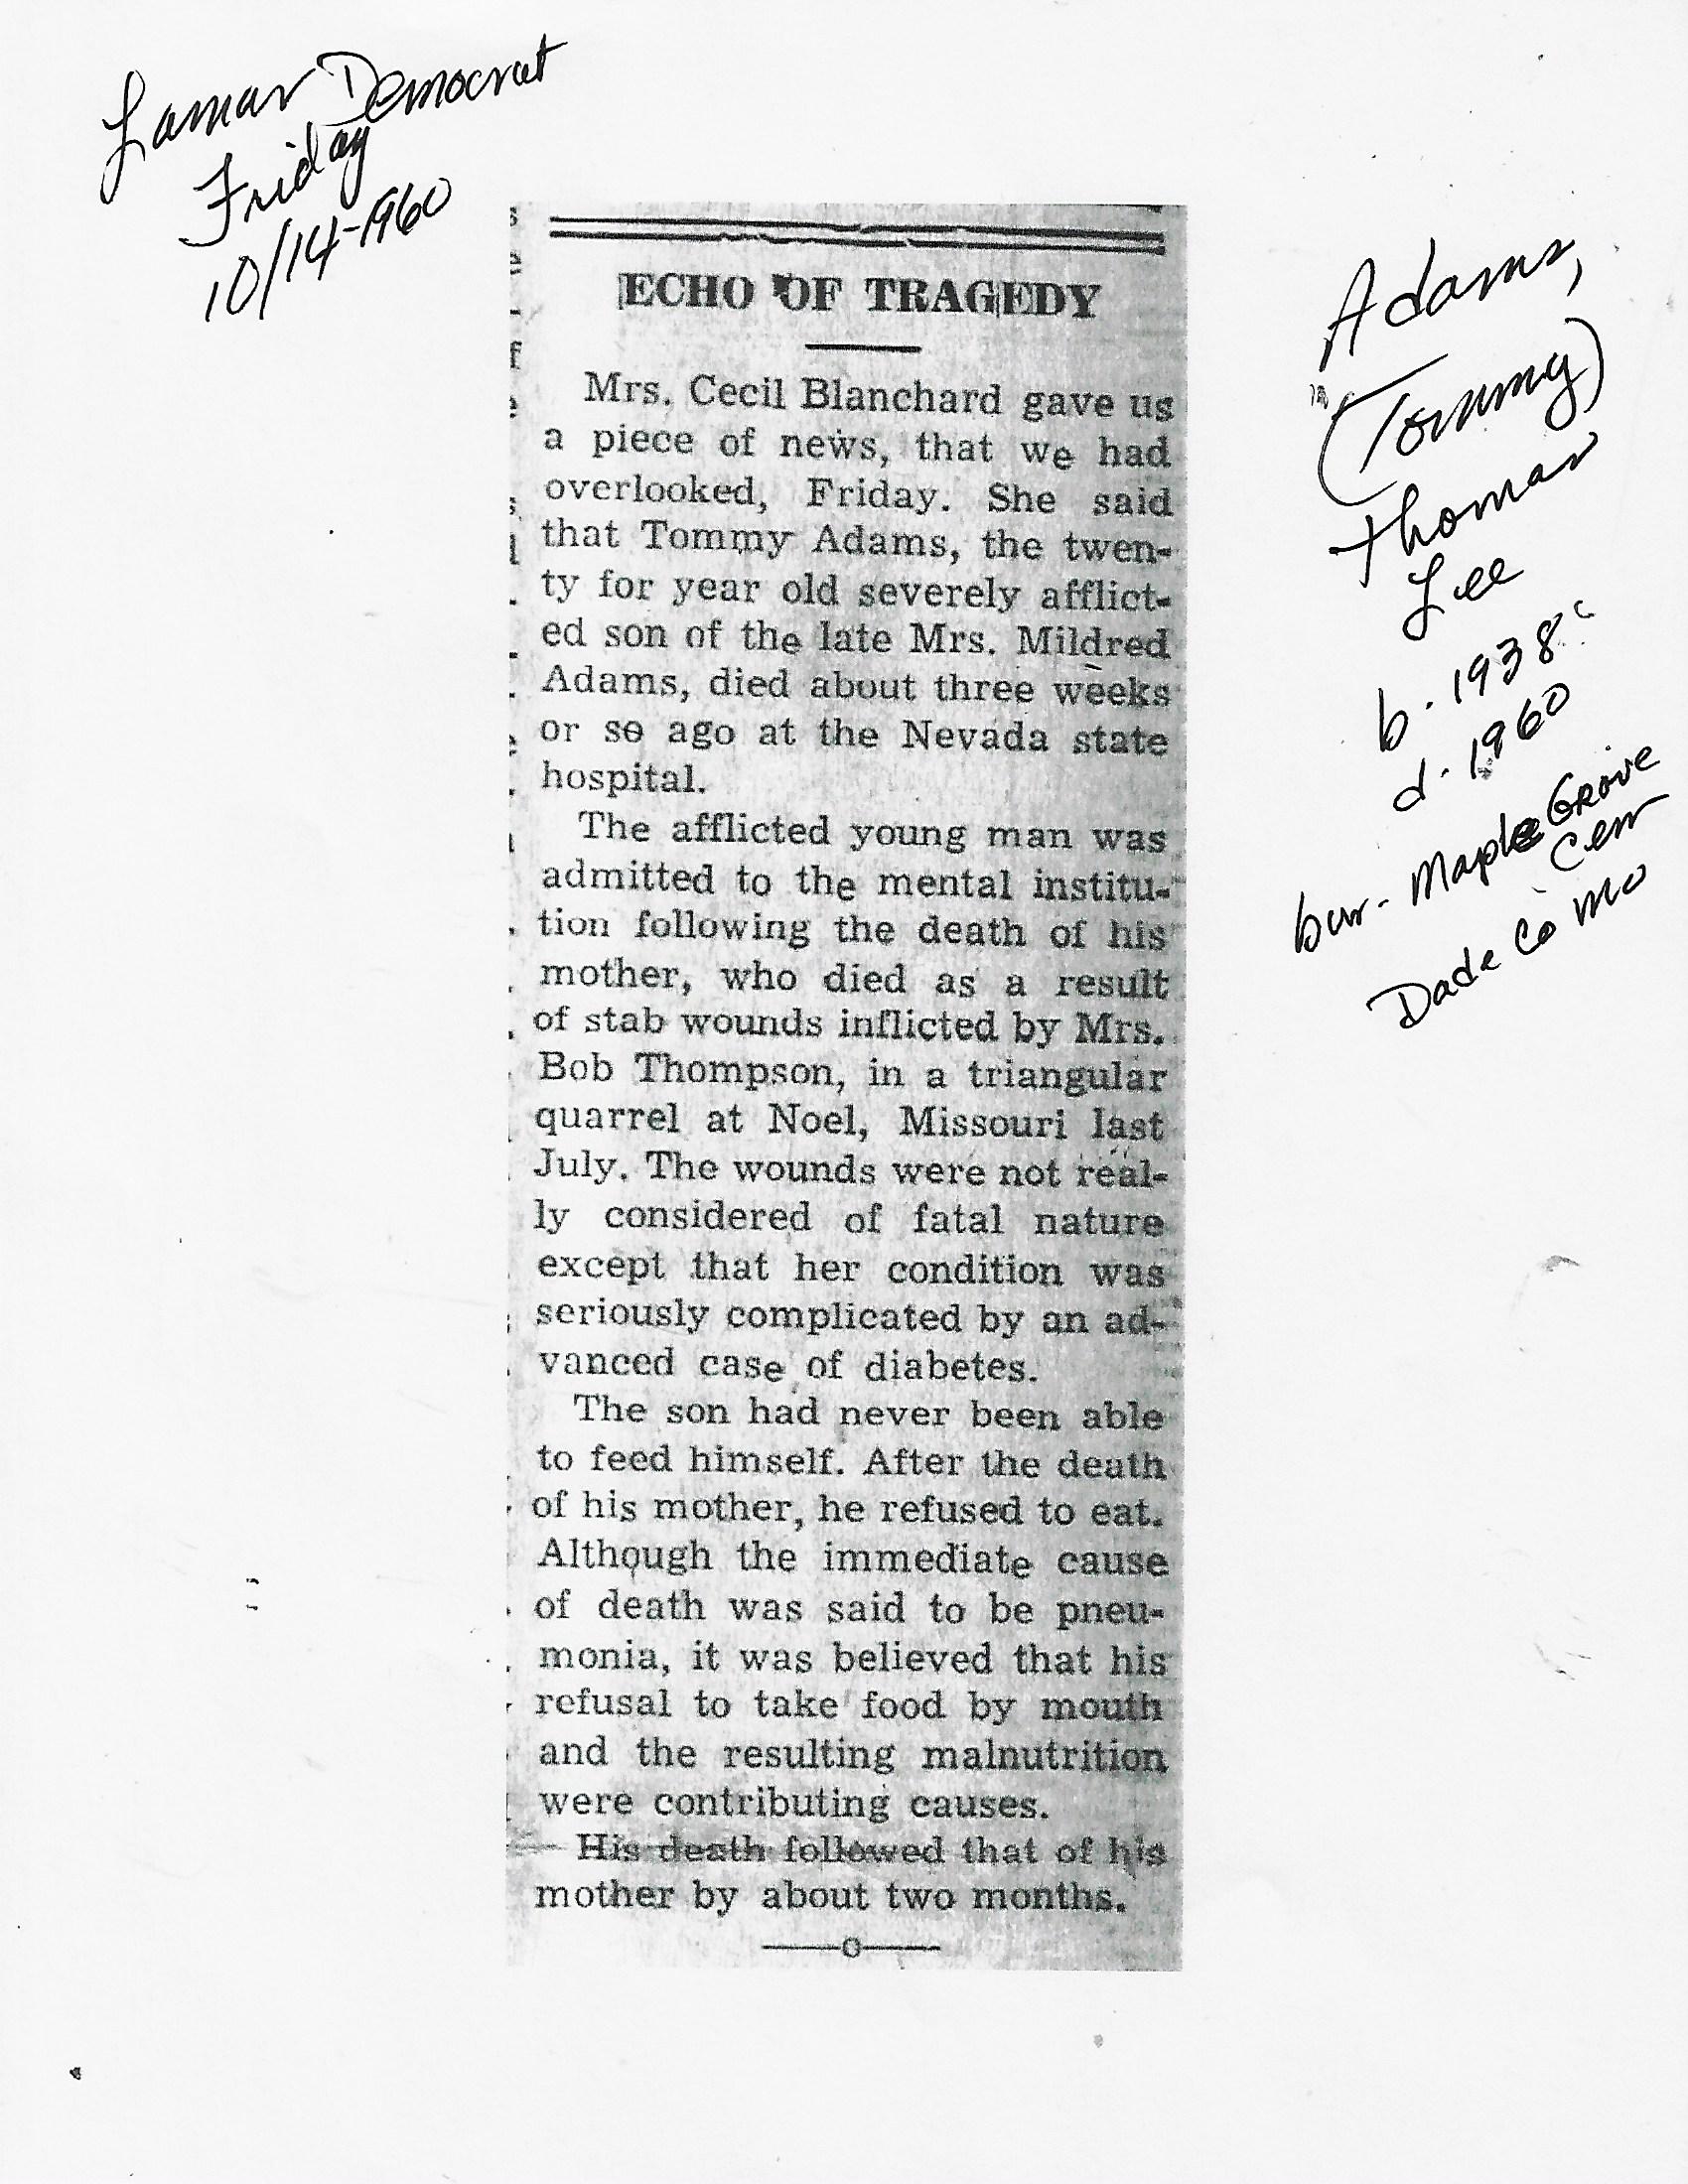 Lamar Democrat
Friday
10/14-1960
ECHO OF TRAGEDY
Mrs. Cecil Blanchard gave us
a piece of news, that we had
overlooked, Friday. She said
that Tommy Adams, the twen-
ty for year old severely afflict-
ed son of the late Mrs. Mildred
Adams, died about three weeks
or so ago at the Nevada state
hospital.
The afflicted young man was
admitted to the mental institu-
tion following the death of his
mother, who died as a result
of stab wounds inflicted by Mrs.
Bob Thompson, in a triangular
quarrel at Noel, Missouri last
July. The wounds were not real-
ly considered of fatal nature
except that her condition was
seriously complicated by an ad-
vanced case of diabetes.
The son had never been able
to feed himself. After the death
of his mother, he refused to eat.
Although the immediate cause
of death was said to be pneu-
monia, it was believed that his
refusal to take food by mouth
and the resulting malnutrition
were contributing causes.
His death followed that of his
mother by about two months.
Adams,
(Tommy)
Thomas
Lee
b. 1938c
d. 1960
bur- Maple Grove
Cem
Dade Co Mo